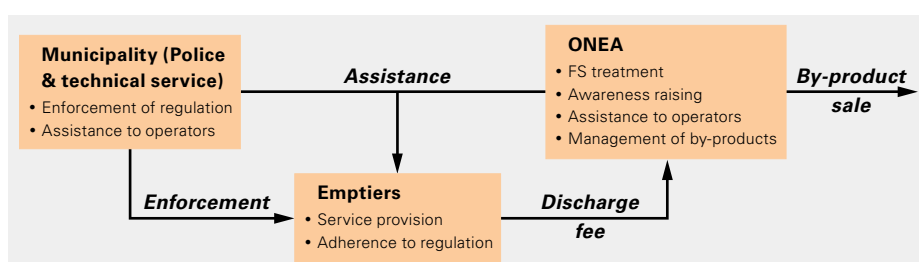 Municipality (Police
& technical service)
• Enforcement of regulation
• Assistance to operators
Assistance
ONEA
• FS treatment
• Awareness raising
• Assistance to operators
• Management of by-products
By-product
sale
Enforcement
Emptiers
• Service provision
• Adherence to regulation
Discharge
fee